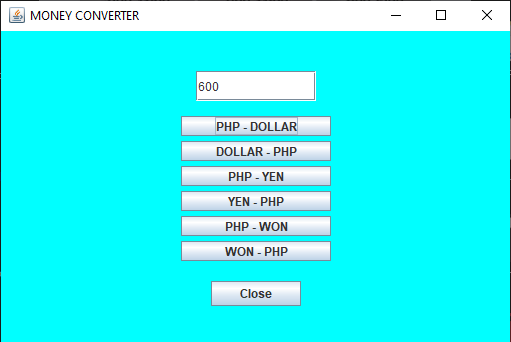 MONEY CONVERTER
600
PHP - DOLLAR
DOLLAR - PHP
PHP - YEN
YEN - PHP
PHP - WON
WON - PHP
Close